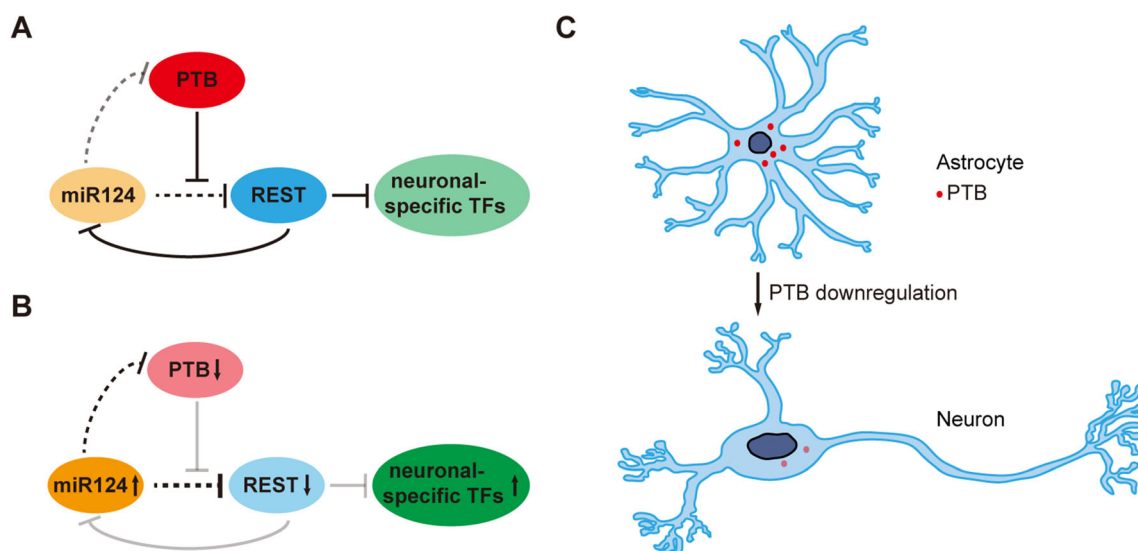 A
PTB
miR124
REST
neuronal-
specific TFs
B
PTB↓
miR124↑
REST↓
neuronal-
specific TFs↑
C
Astrocyte
PTB
PTB downregulation
Neuron